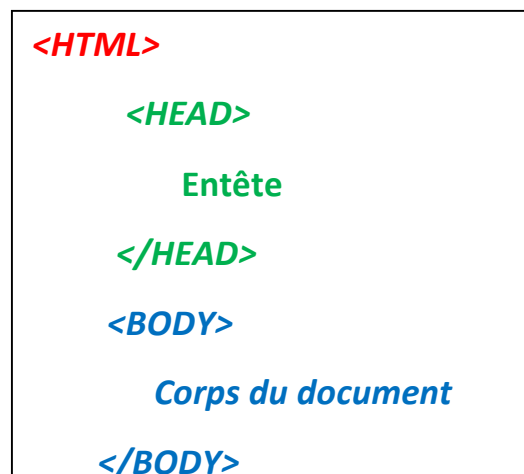 <HTML>
<HEAD>
Entête
</HEAD>
<BODY>
Corps du document
</BODY>